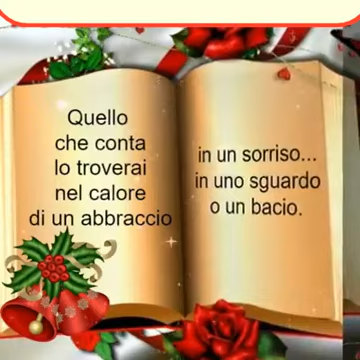 Quello
che conta
lo troverai
nel calore
di un abbraccio
in un sorriso...
in uno sguardo
o un bacio.